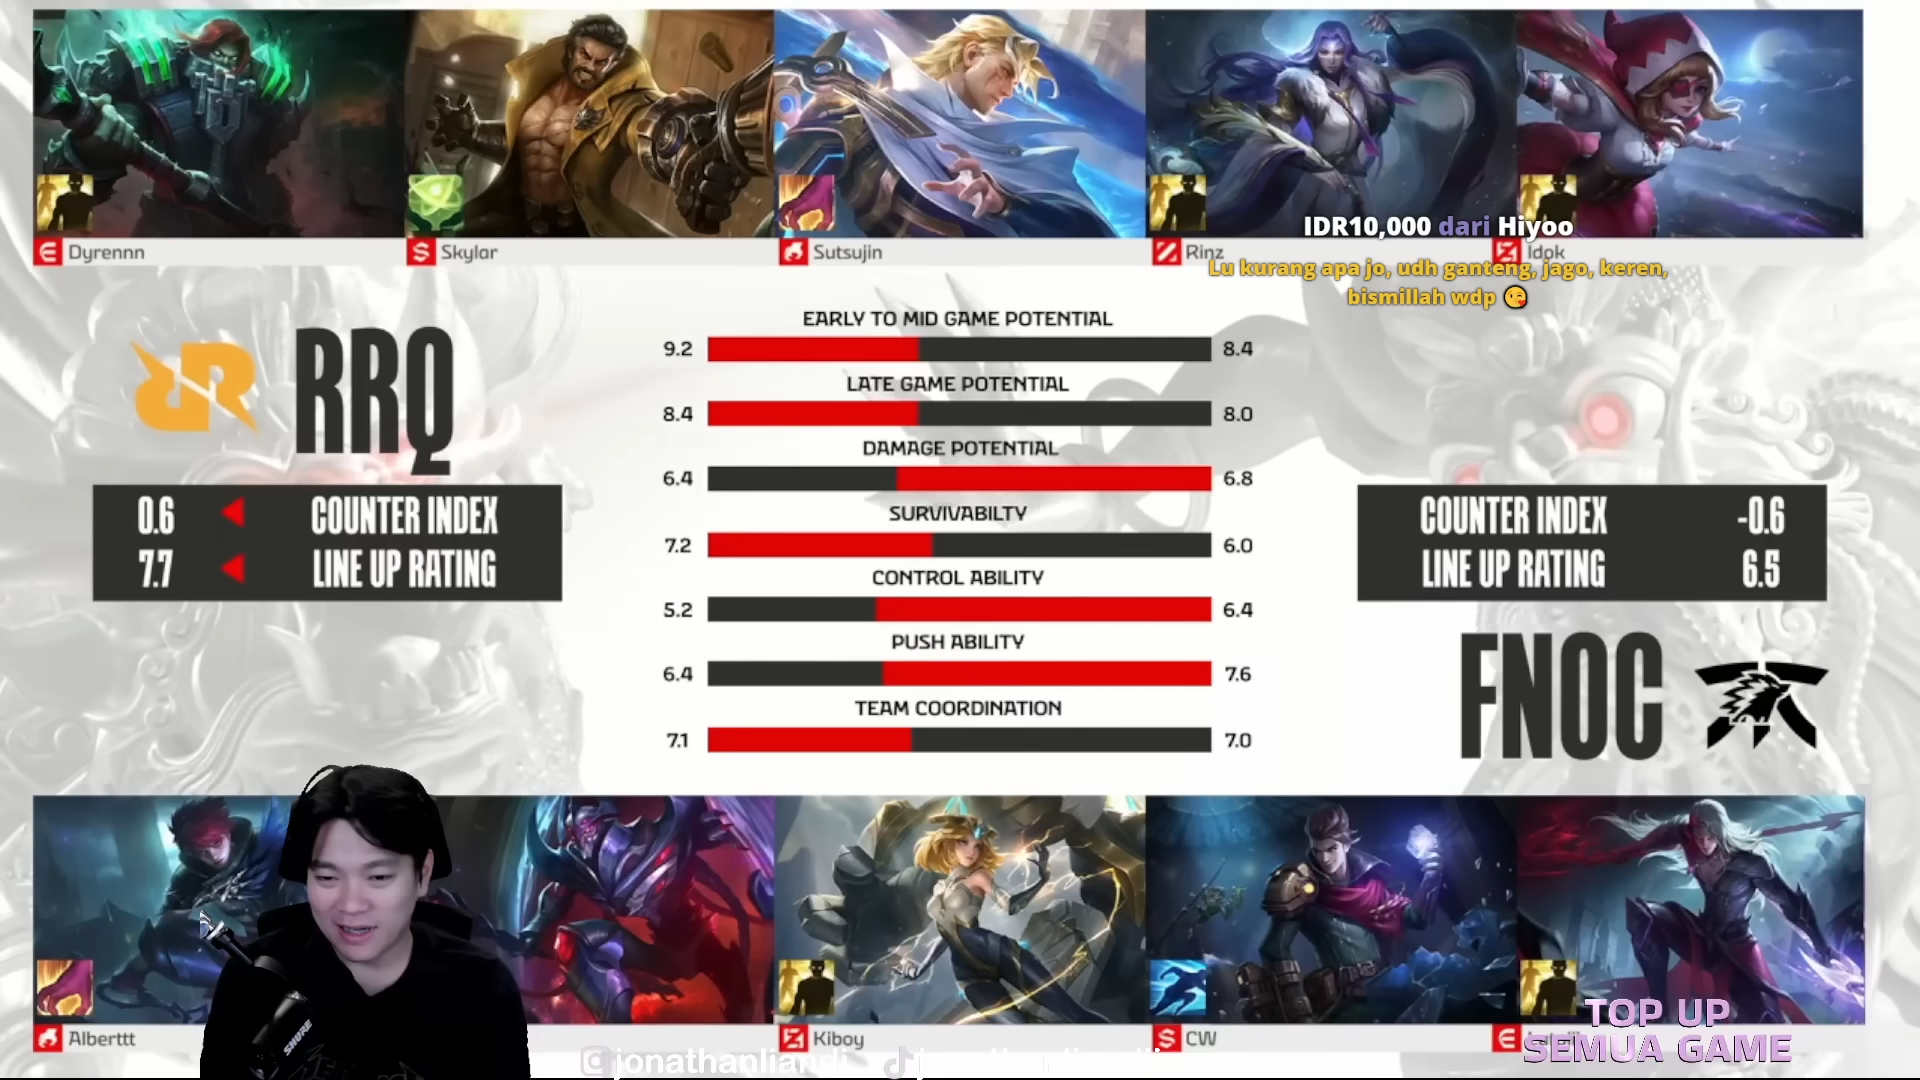 Dyrennn
Skylar
Sutsujin
Rinz
Idok
IDR10,000 dari Hiyoo
Lu kurang apa jo, udh ganteng, jago, keren,
bismillah wdp 😘
EARLY TO MID GAME POTENTIAL
9.2 8.4
LATE GAME POTENTIAL
8.4 8.0
DAMAGE POTENTIAL
6.4 6.8
SURVIVABILTY
7.2 6.0
CONTROL ABILITY
5.2 6.4
PUSH ABILITY
6.4 7.6
TEAM COORDINATION
7.1 7.0
RRQ
0.6 COUNTER INDEX
7.7 LINE UP RATING
COUNTER INDEX -0.6
LINE UP RATING 6.5
FNOC
Alberttt
Kiboy
CW
SHURE
jonathanliandi
TOP UP
SEMUA GAME